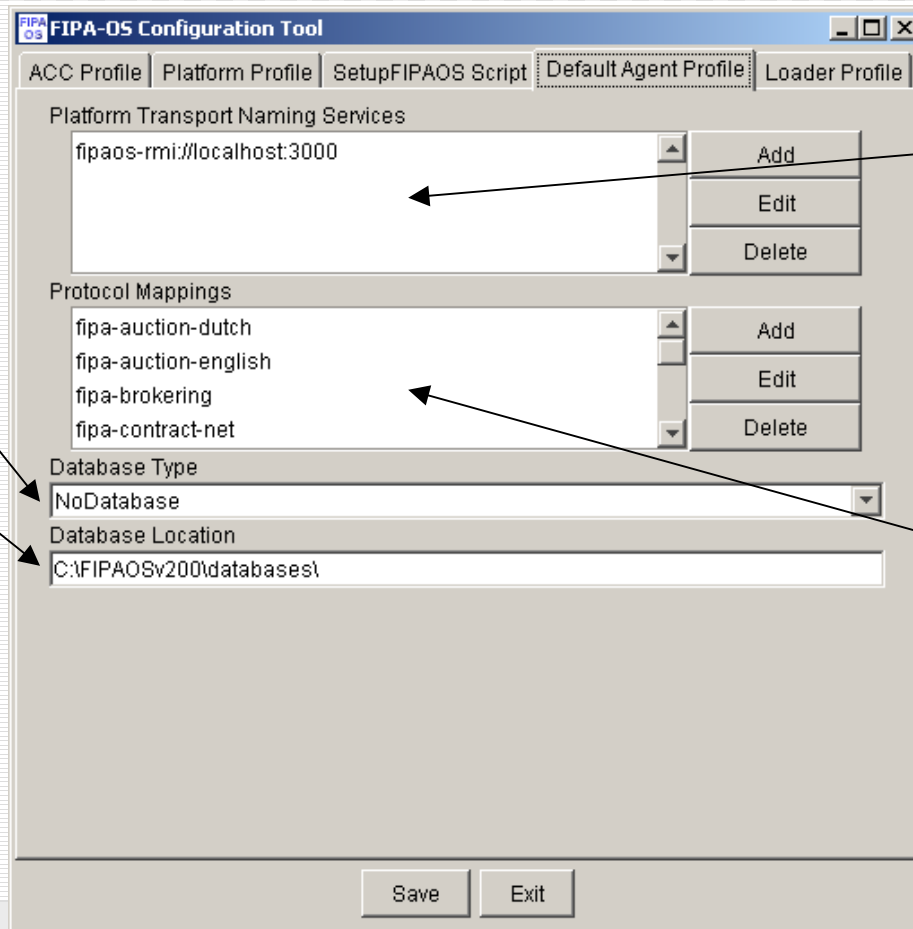 FIPA OS FIPA-OS Configuration Tool
ACC Profile Platform Profile SetupFIPAOS Script Default Agent Profile Loader Profile
Platform Transport Naming Services
fipaos-rmi://localhost:3000
Add
Edit
Delete
Protocol Mappings
fipa-auction-dutch
fipa-auction-english
fipa-brokering
fipa-contract-net
Add
Edit
Delete
Database Type
NoDatabase
Database Location
C:\FIPAOSv200\databases\
Save Exit